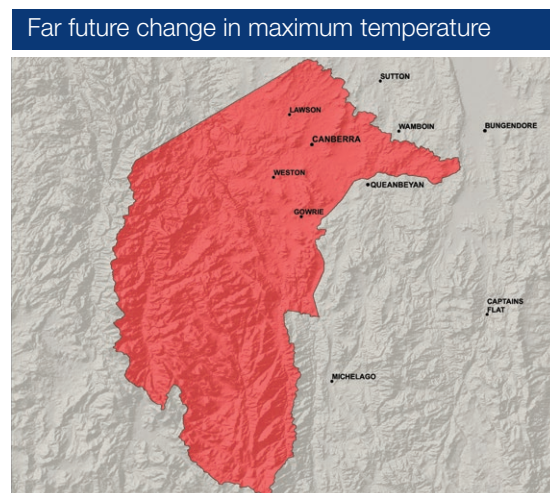 Far future change in maximum temperature
SUTTON
LAWSON
WAMBOIN
BUNGENDORE
CANBERRA
WESTON
QUEANBEYAN
GOWRIE
CAPTAINS
FLAT
MICHELAGO